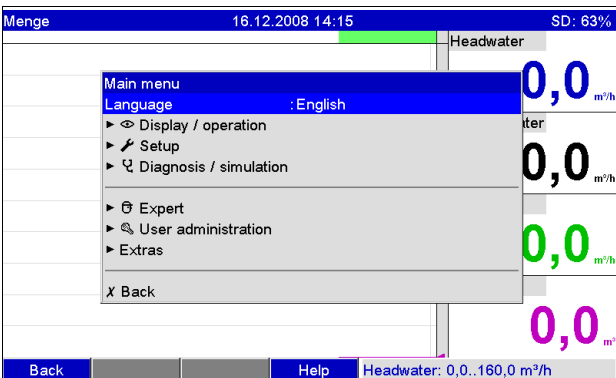 Menge 16.12.2008 14:15 SD: 63%
Headwater
0,0 m³/h
Main menu
Language : English
► Display / operation
► Setup
► Diagnosis / simulation
► Expert
► User administration
► Extras
X Back
0,0 m³/h
0,0 m³/h
0,0
Back Help Headwater: 0,0..160,0 m³/h